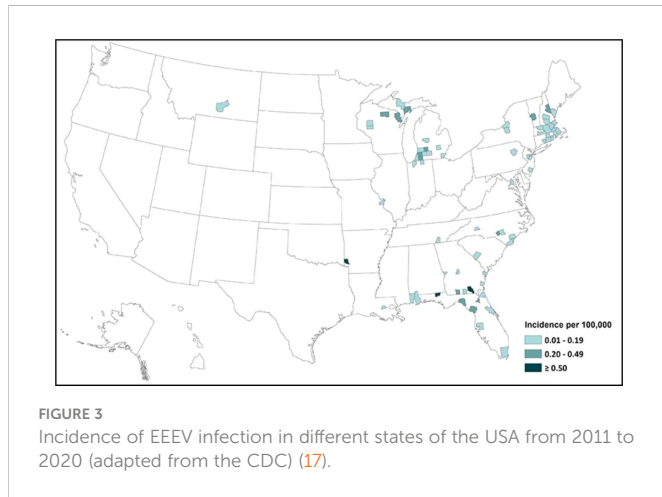 Incidence per 100,000
0.01 - 0.19
0.20 - 0.49
≥ 0.50
FIGURE 3
Incidence of EEEV infection in different states of the USA from 2011 to
2020 (adapted from the CDC) (17).